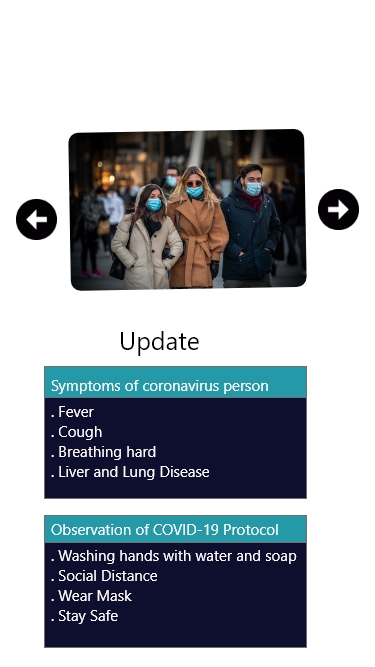 Update
Symptoms of coronavirus person
. Fever
. Cough
. Breathing hard
. Liver and Lung Disease
Observation of COVID-19 Protocol
. Washing hands with water and soap
. Social Distance
. Wear Mask
. Stay Safe